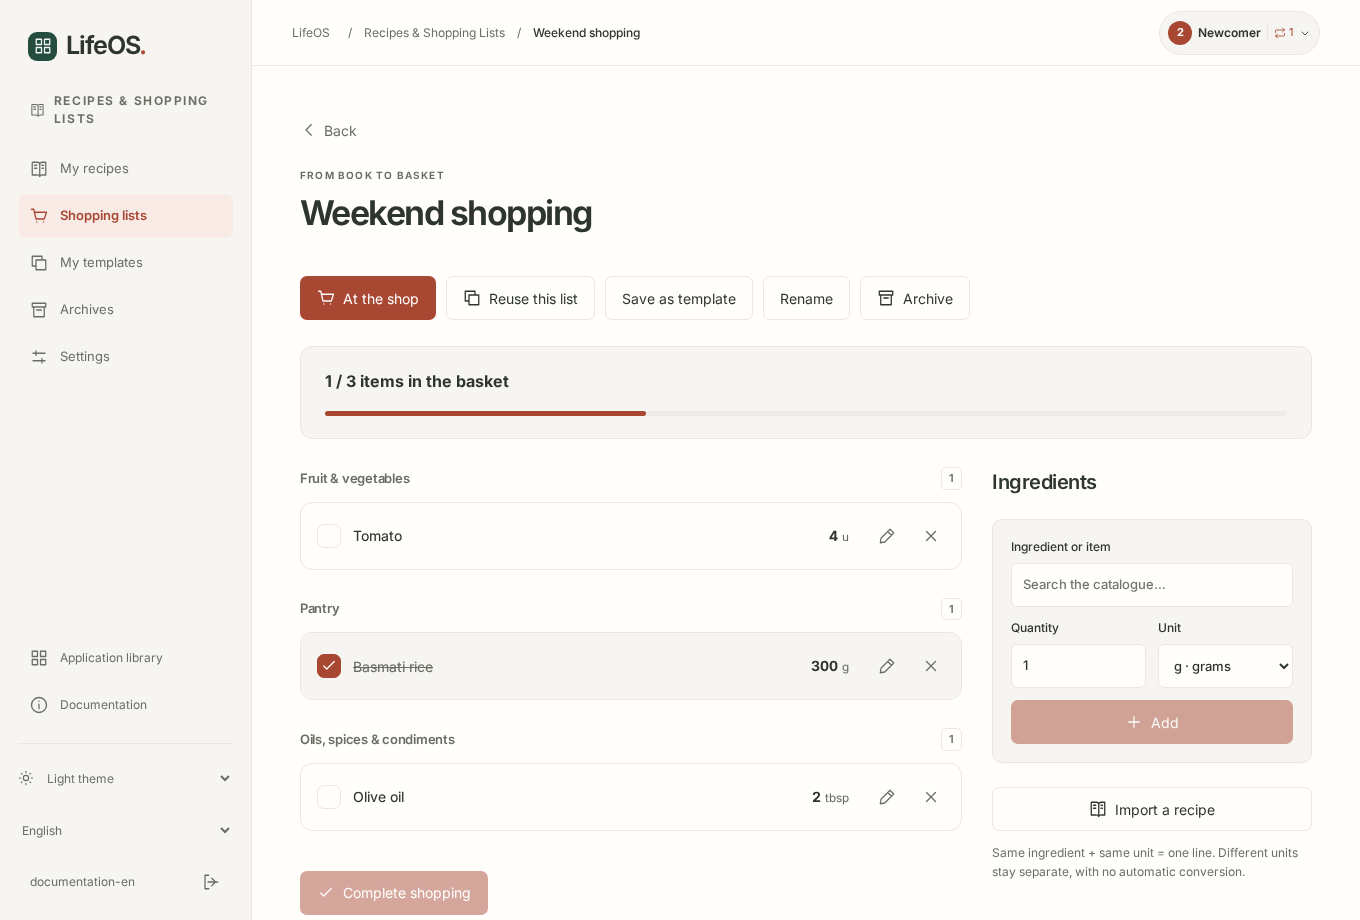 LifeOS.
RECIPES & SHOPPING
LISTS
My recipes
Shopping lists
My templates
Archives
Settings
Application library
Documentation
Light theme
English
documentation-en
LifeOS / Recipes & Shopping Lists / Weekend shopping
2 Newcomer 1
Back
FROM BOOK TO BASKET
Weekend shopping
At the shop
Reuse this list
Save as template
Rename
Archive
1 / 3 items in the basket
Fruit & vegetables 1
Tomato 4 u
Pantry 1
Basmati rice 300 g
Oils, spices & condiments 1
Olive oil 2 tbsp
Complete shopping
Ingredients
Ingredient or item
Search the catalogue...
Quantity Unit
1 g · grams
Add
Import a recipe
Same ingredient + same unit = one line. Different units
stay separate, with no automatic conversion.